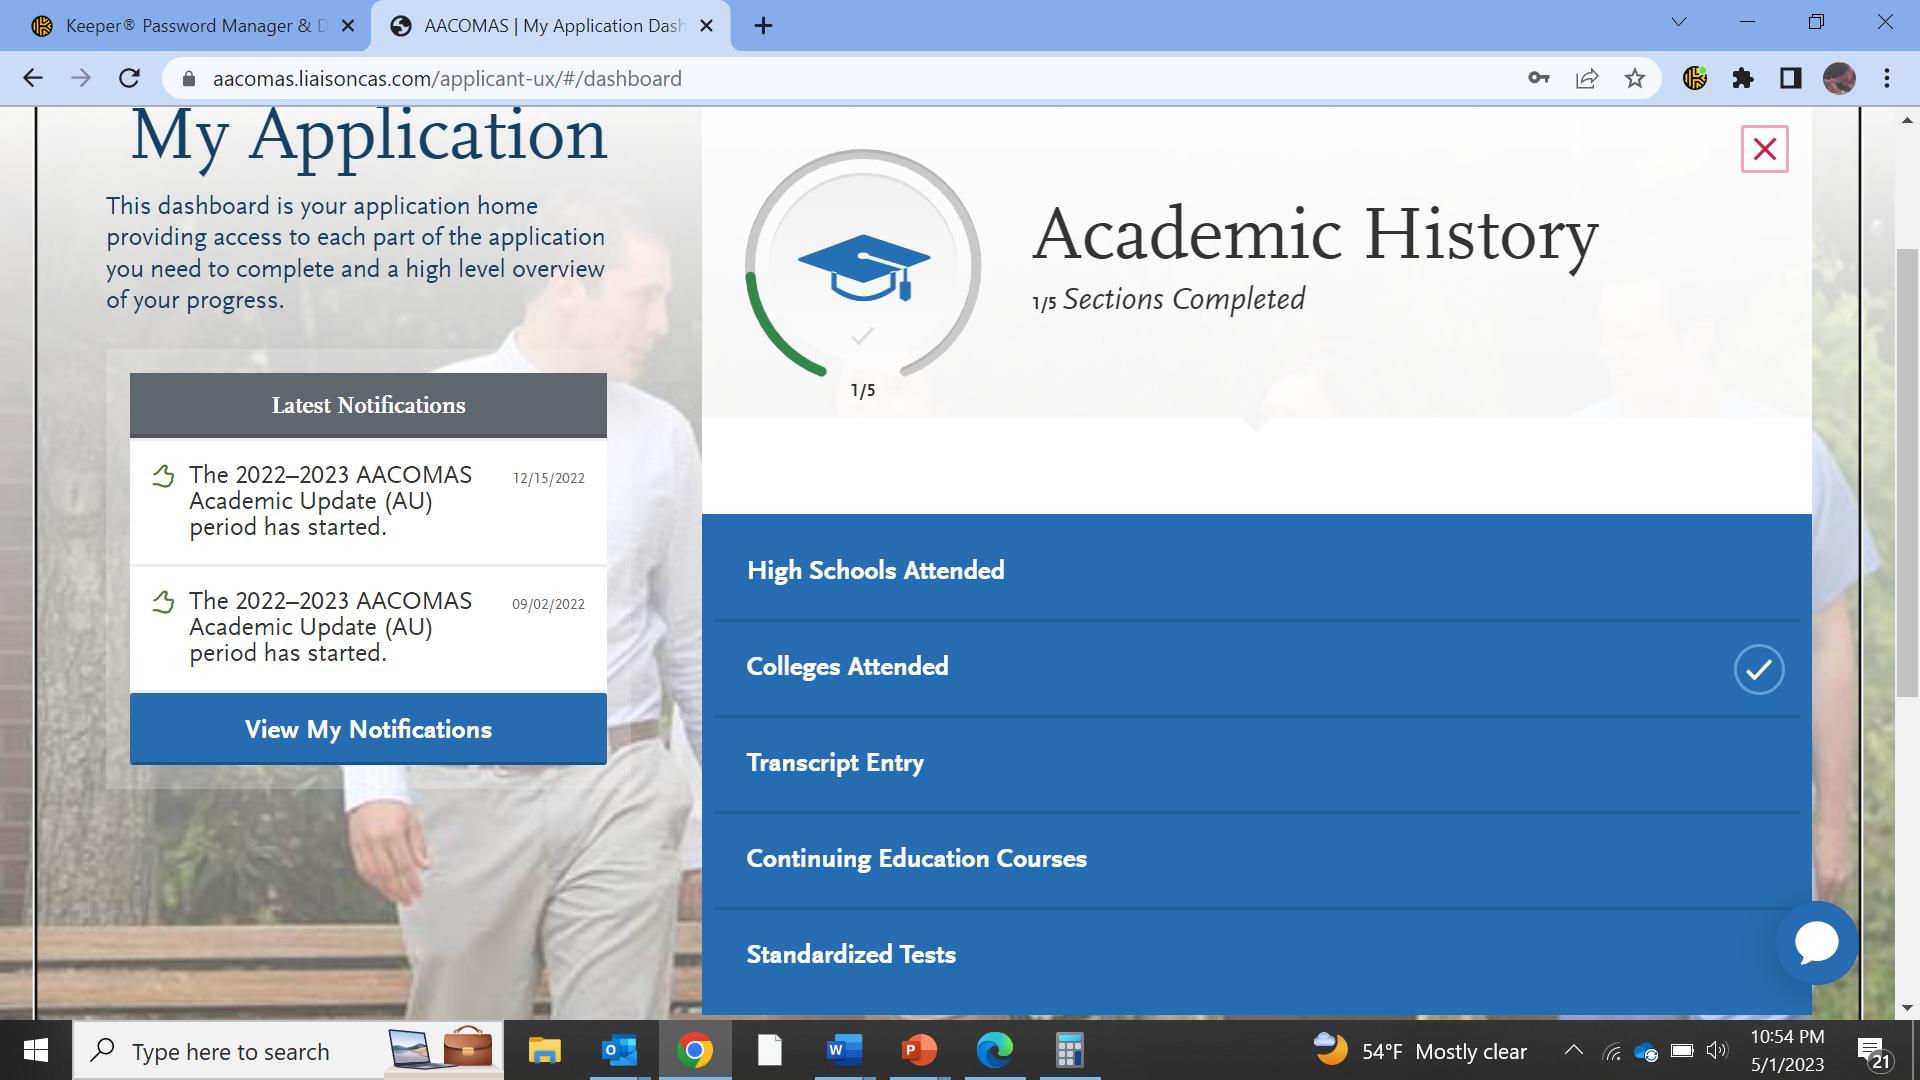 Keeper® Password Manager & D
AACOMAS | My Application Dash
aacomas.liaisoncas.com/applicant-ux/#/dashboard
My Application
This dashboard is your application home
providing access to each part of the application
you need to complete and a high level overview
of your progress.
Latest Notifications
The 2022–2023 AACOMAS
Academic Update (AU)
period has started.
12/15/2022
The 2022–2023 AACOMAS
Academic Update (AU)
period has started.
09/02/2022
View My Notifications
1/5
Academic History
1/5 Sections Completed
High Schools Attended
Colleges Attended
Transcript Entry
Continuing Education Courses
Standardized Tests
Type here to search
54°F Mostly clear
10:54 PM
5/1/2023
21